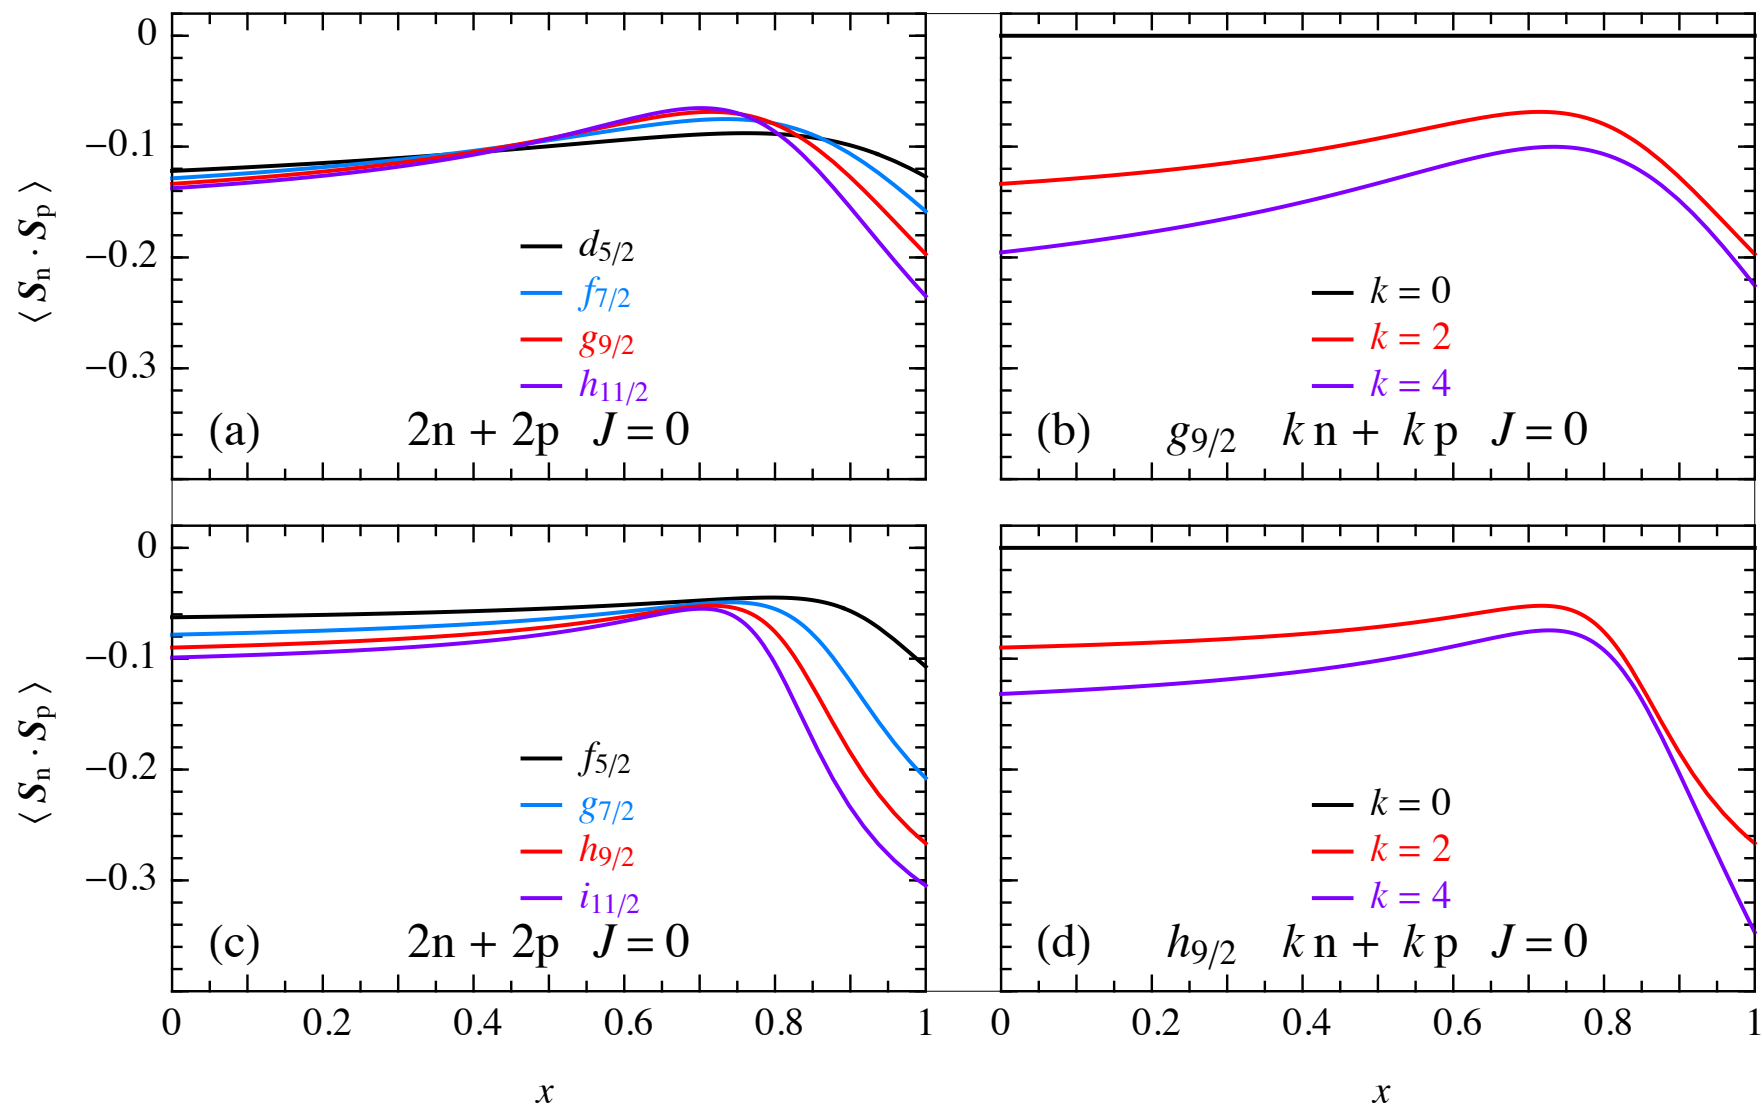 0
−0.1
−0.2
−0.3
⟨ Sn · Sp ⟩
d5/2
f7/2
g9/2
h11/2
(a) 2n + 2p J = 0
k = 0
k = 2
k = 4
(b) g9/2 k n + k p J = 0
0
−0.1
−0.2
−0.3
⟨ Sn · Sp ⟩
f5/2
g7/2
h9/2
i11/2
(c) 2n + 2p J = 0
0 0.2 0.4 0.6 0.8 1
x
k = 0
k = 2
k = 4
(d) h9/2 k n + k p J = 0
0 0.2 0.4 0.6 0.8 1
x